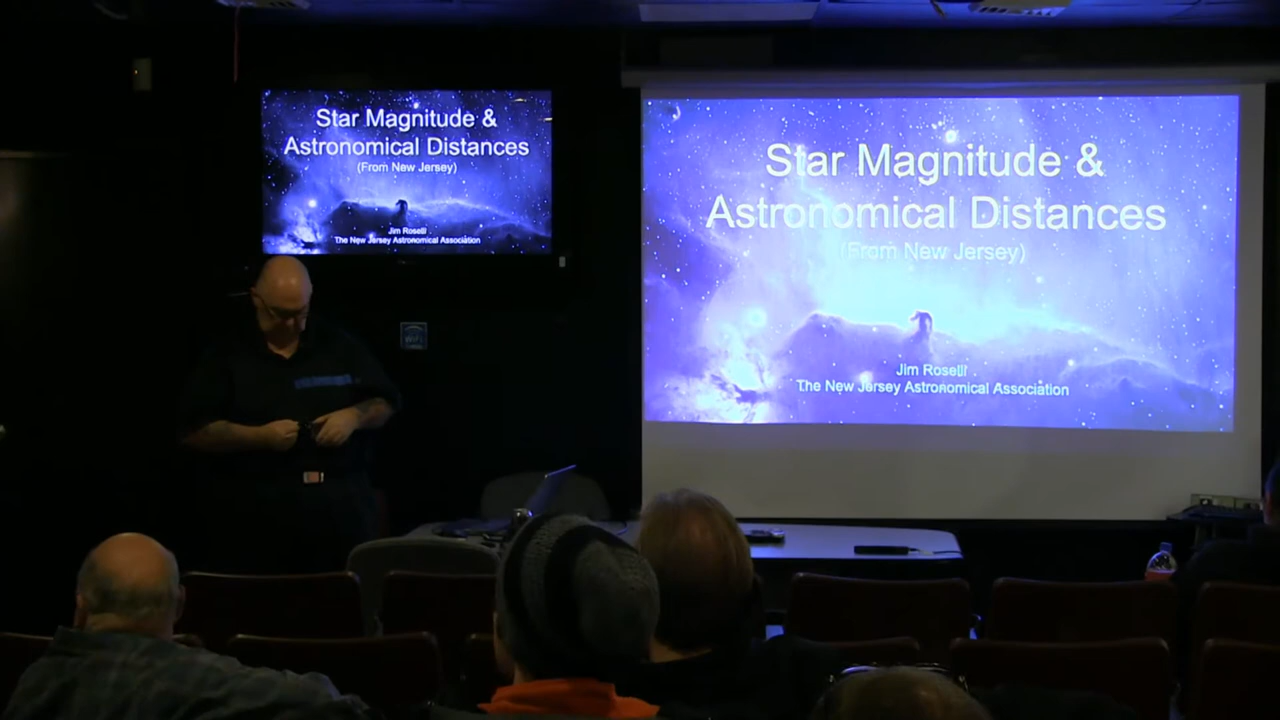 Star Magnitude &
Astronomical Distances
(From New Jersey)
Jim Roselli
The New Jersey Astronomical Association
WiFi
Star Magnitude &
Astronomical Distances
(From New Jersey)
Jim Roselli
The New Jersey Astronomical Association